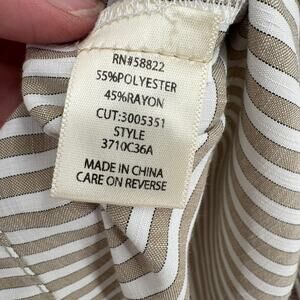 RN#58822
55%POLYESTER
45%RAYON
CUT:3005351
STYLE
3710C36A
MADE IN CHINA
CARE ON REVERSE